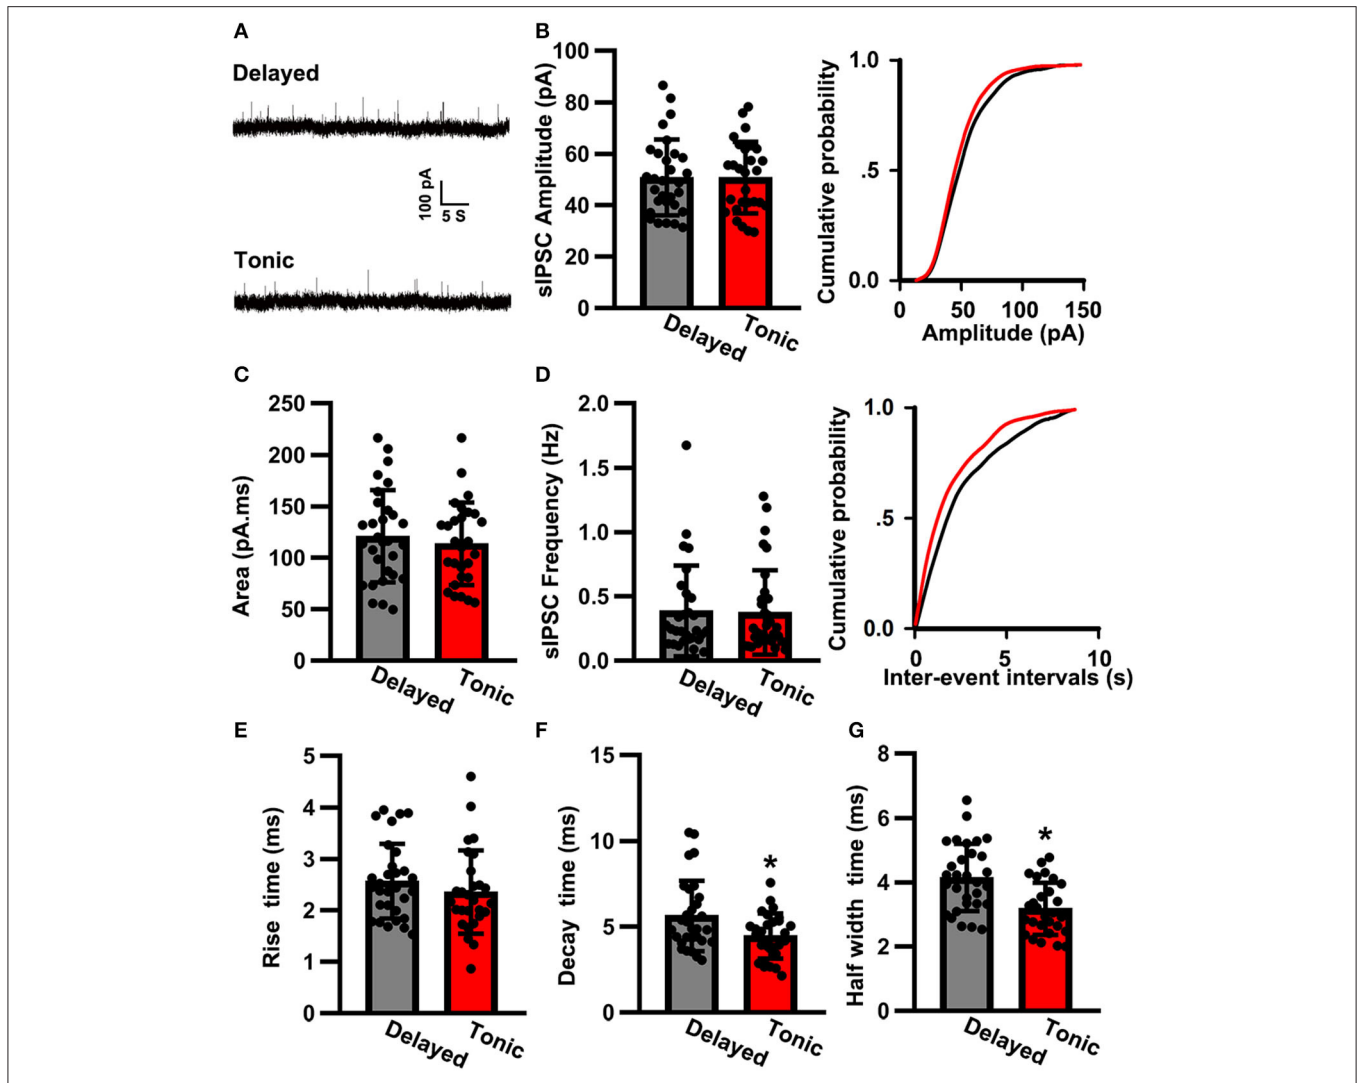 A
Delayed
100 pA
5 S
Tonic
B
sIPSC Amplitude (pA)
100
80
60
40
20
0
Delayed
Tonic
Cumulative probability
1.0
.5
0.0
0 50 100 150
Amplitude (pA)
C
Area (pA.ms)
250
200
150
100
50
0
Delayed
Tonic
D
sIPSC Frequency (Hz)
2.0
1.5
1.0
0.5
0.0
Delayed
Tonic
Cumulative probability
1.0
.5
0.0
0 5 10
Inter-event intervals (s)
E
Rise time (ms)
5
4
3
2
1
0
Delayed
Tonic
F
Decay time (ms)
15
10
5
0
*
Delayed
Tonic
G
Half width time (ms)
8
6
4
2
0
*
Delayed
Tonic